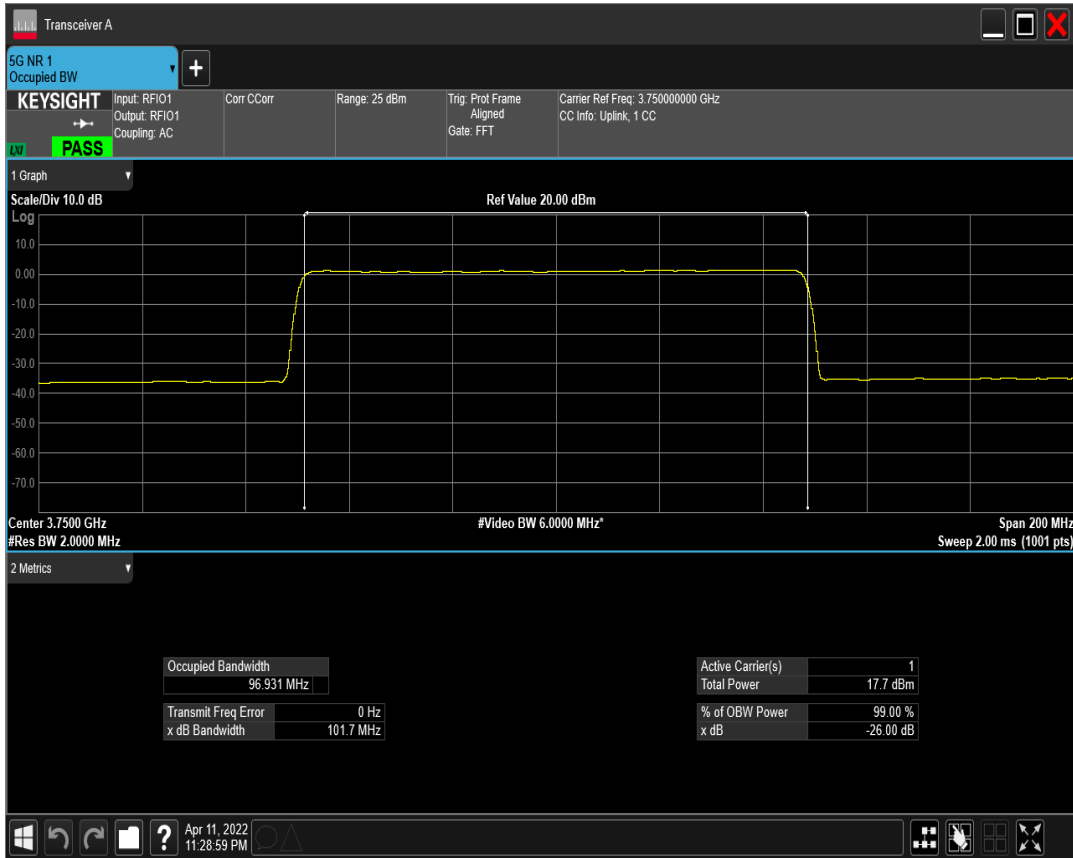 Transceiver A
5G NR 1
Occupied BW
KEYSIGHT
LXI
PASS
Input: RFIO1
Output: RFIO1
Coupling: AC
Corr CCorr
Range: 25 dBm
Trig: Prot Frame
Aligned
Gate: FFT
Carrier Ref Freq: 3.750000000 GHz
CC Info: Uplink, 1 CC
1 Graph
Scale/Div 10.0 dB
Ref Value 20.00 dBm
Log
10.0
0.00
-10.0
-20.0
-30.0
-40.0
-50.0
-60.0
-70.0
Center 3.7500 GHz
#Video BW 6.0000 MHz*
Span 200 MHz
#Res BW 2.0000 MHz
Sweep 2.00 ms (1001 pts)
2 Metrics
Occupied Bandwidth
96.931 MHz
Transmit Freq Error 0 Hz
x dB Bandwidth 101.7 MHz
Active Carrier(s) 1
Total Power 17.7 dBm
% of OBW Power 99.00 %
x dB -26.00 dB
?
Apr 11, 2022
11:28:59 PM